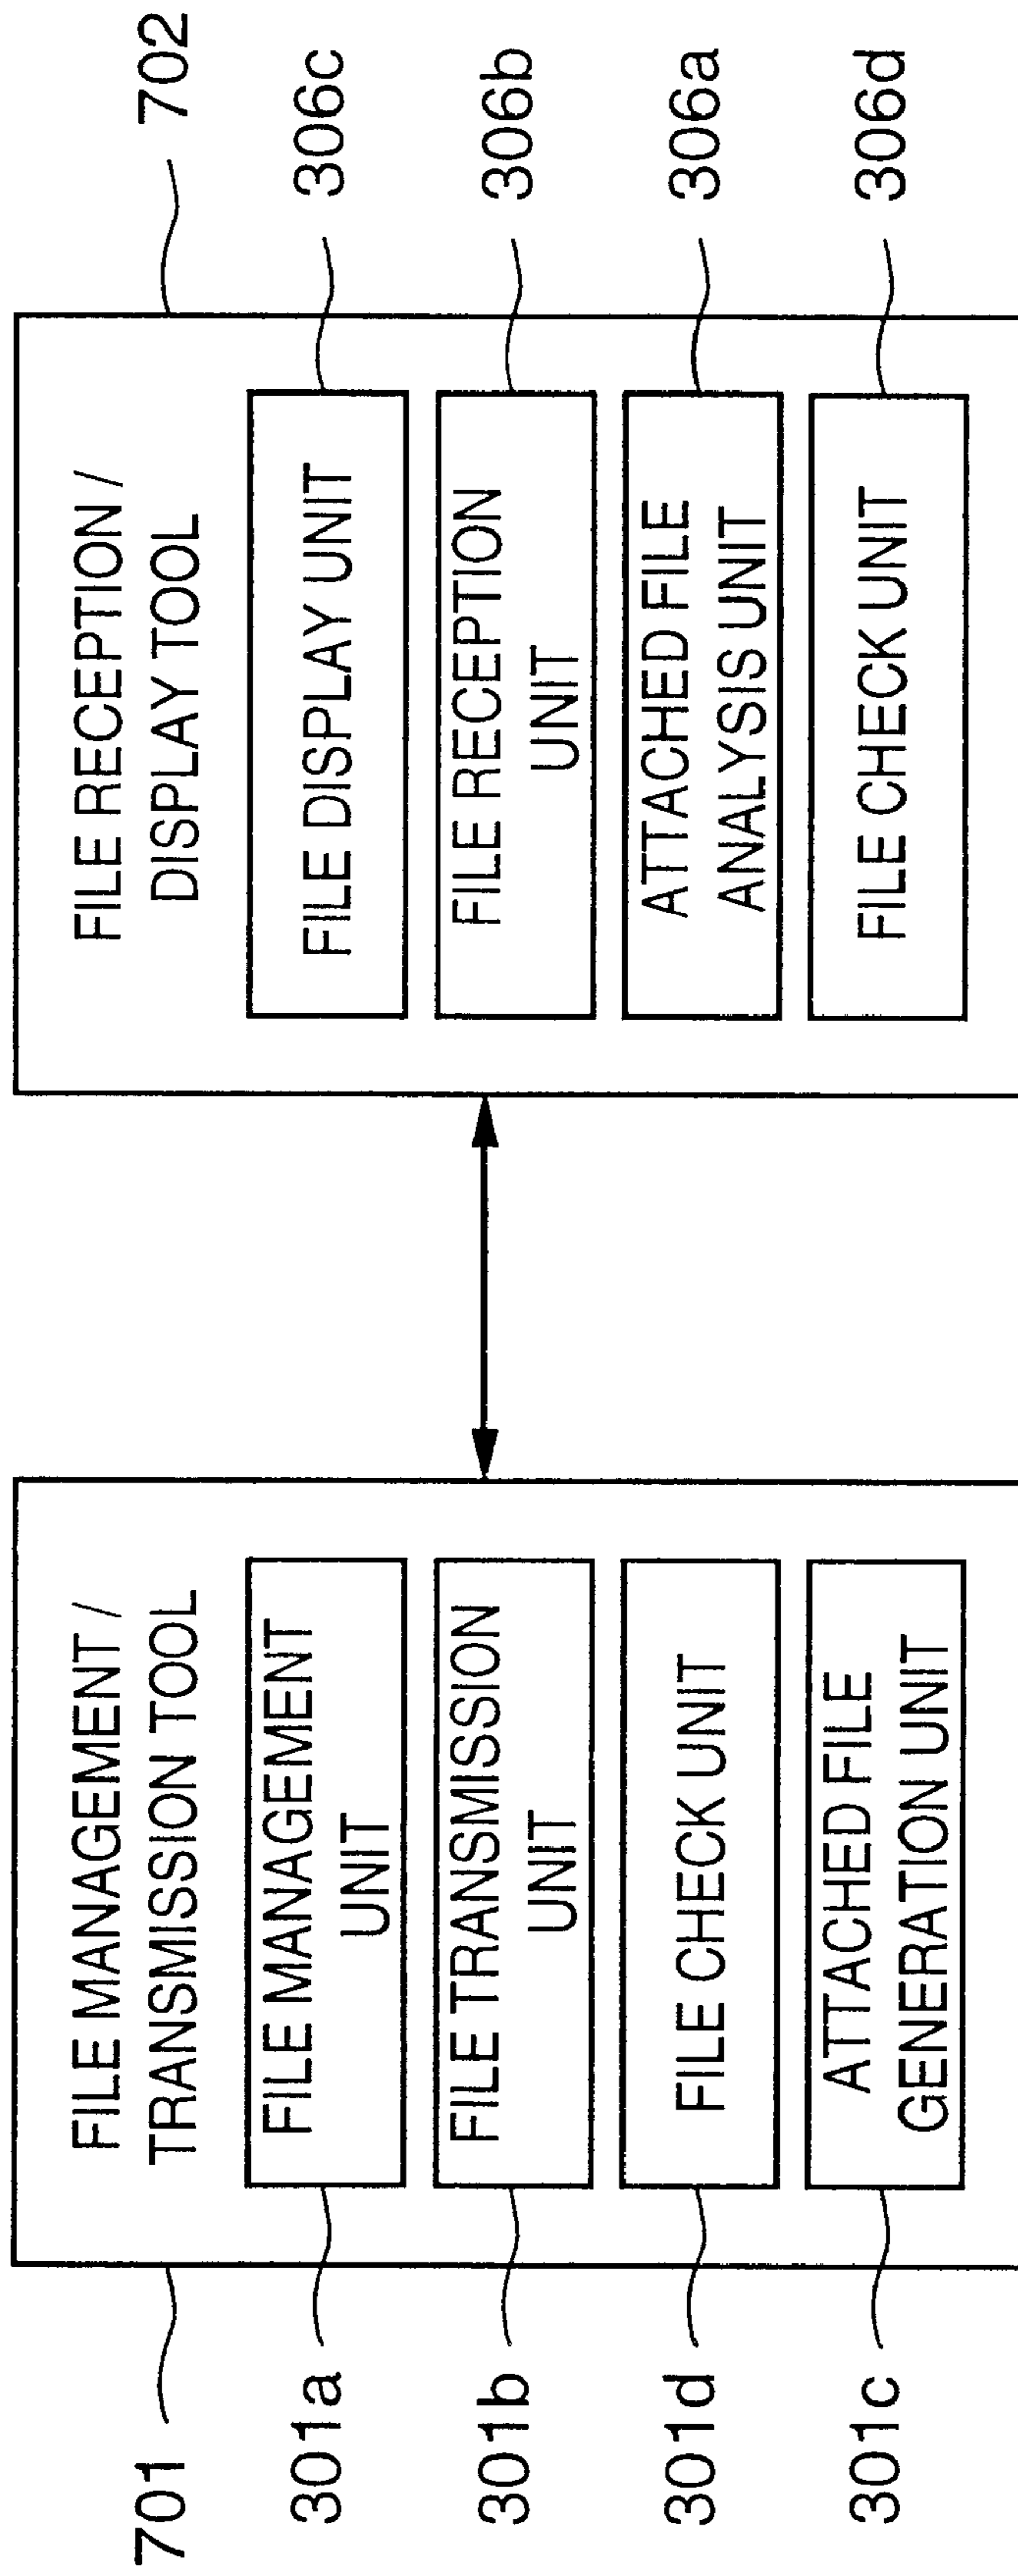 701
FILE MANAGEMENT /
TRANSMISSION TOOL
301a
FILE MANAGEMENT
UNIT
301b
FILE TRANSMISSION
UNIT
301d
FILE CHECK UNIT
301c
ATTACHED FILE
GENERATION UNIT
702
FILE RECEPTION /
DISPLAY TOOL
306c
FILE DISPLAY UNIT
306b
FILE RECEPTION
UNIT
306a
ATTACHED FILE
ANALYSIS UNIT
306d
FILE CHECK UNIT